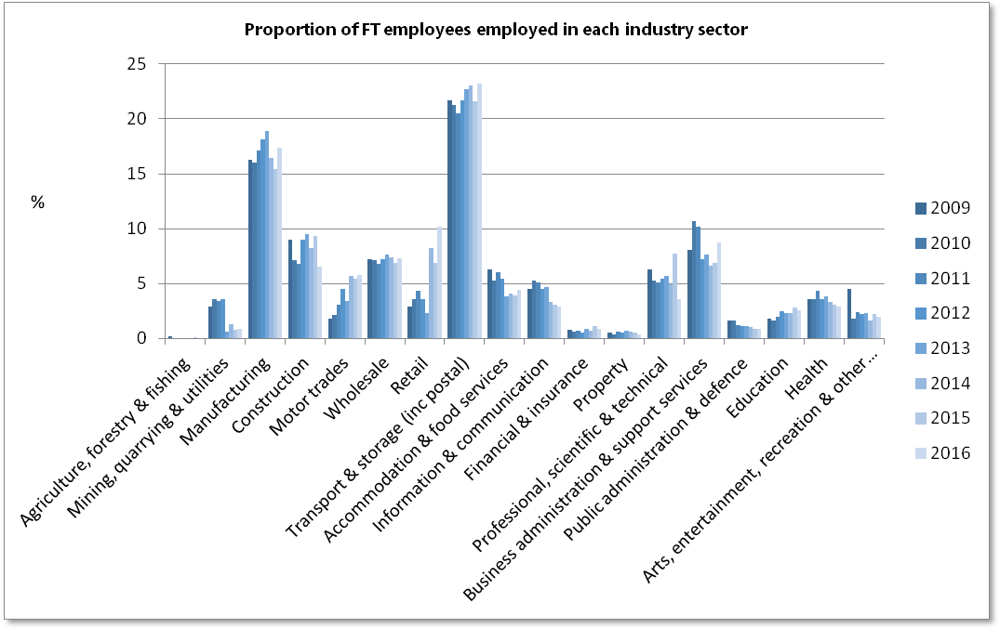 Proportion of FT employees employed in each industry sector
25
20
15
10
5
0
%
Agriculture, forestry & fishing
Mining, quarrying & utilities
Manufacturing
Construction
Motor trades
Wholesale
Retail
Transport & storage (inc postal)
Accommodation & food services
Information & communication
Financial & insurance
Property
Professional, scientific & technical
Business administration & support services
Public administration & defence
Education
Health
Arts, entertainment, recreation & other...
2009
2010
2011
2012
2013
2014
2015
2016